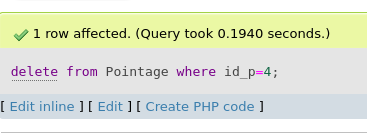 1 row affected. (Query took 0.1940 seconds.)
delete from Pointage where id_p=4;
[ Edit inline ] [ Edit ] [ Create PHP code ]